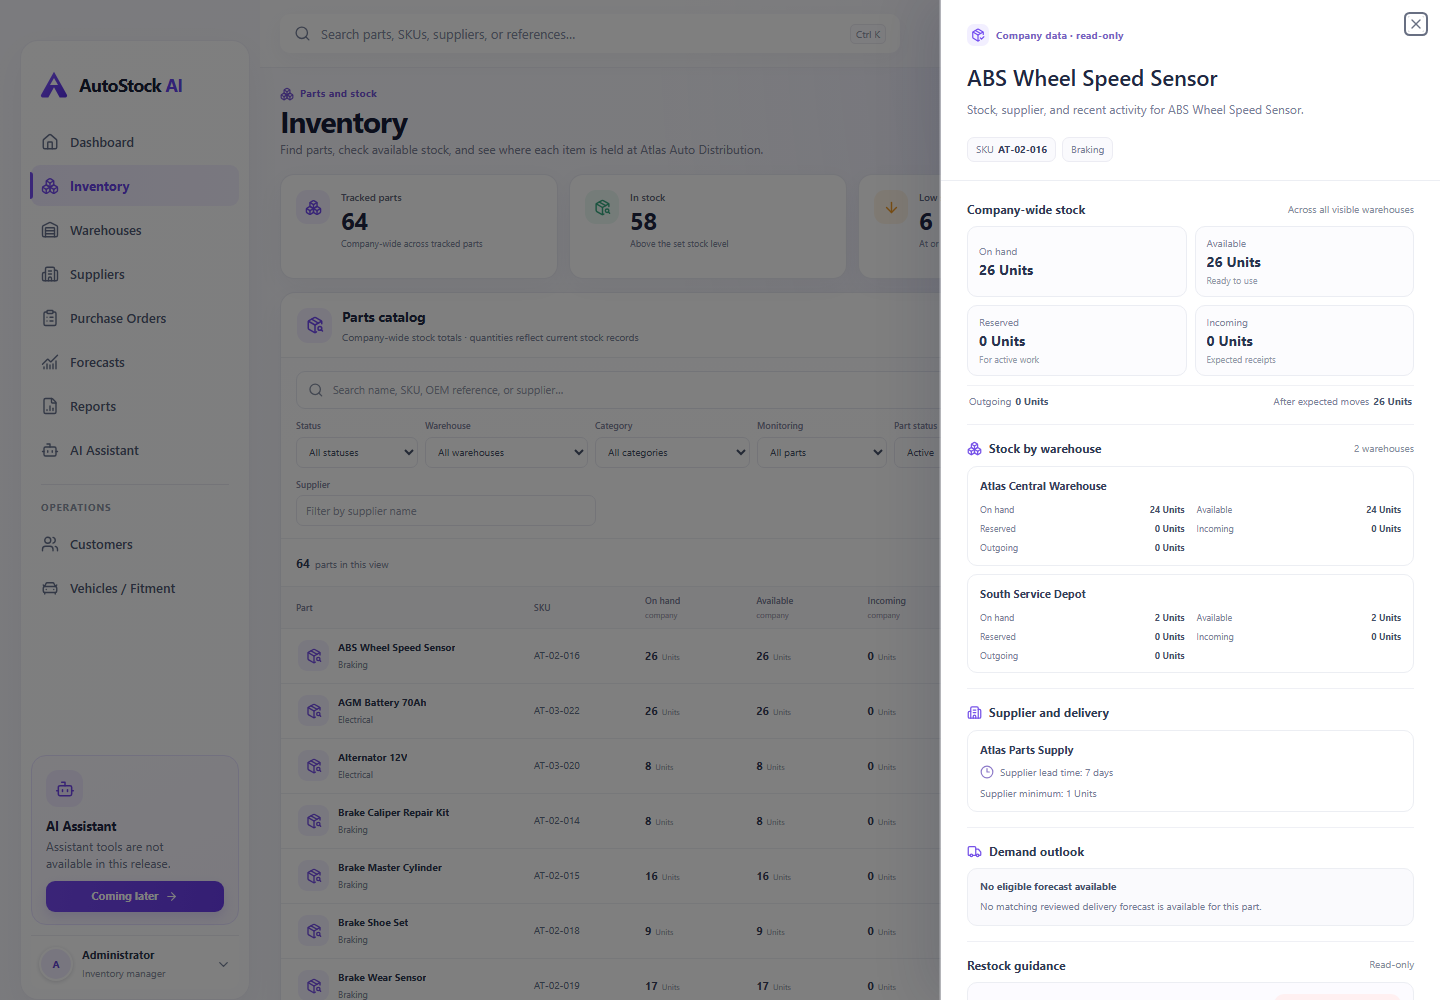 AutoStock AI
Dashboard
Inventory
Warehouses
Suppliers
Purchase Orders
Forecasts
Reports
AI Assistant
OPERATIONS
Customers
Vehicles / Fitment
AI Assistant
Assistant tools are not
available in this release.
Coming later
A
Administrator
Inventory manager
Search parts, SKUs, suppliers, or references...
Ctrl K
Parts and stock
Inventory
Find parts, check available stock, and see where each item is held at Atlas Auto Distribution.
Tracked parts
64
Company-wide across tracked parts
In stock
58
Above the set stock level
Low
6
At or
Parts catalog
Company-wide stock totals · quantities reflect current stock records
Search name, SKU, OEM reference, or supplier...
Status Warehouse Category Monitoring Part status
All statuses All warehouses All categories All parts Active
Supplier
Filter by supplier name
64 parts in this view
Part SKU On hand Available Incoming
company company company
ABS Wheel Speed Sensor
Braking
AT-02-016 26 Units 26 Units 0 Units
AGM Battery 70Ah
Electrical
AT-03-022 26 Units 26 Units 0 Units
Alternator 12V
Electrical
AT-03-020 8 Units 8 Units 0 Units
Brake Caliper Repair Kit
Braking
AT-02-014 8 Units 8 Units 0 Units
Brake Master Cylinder
Braking
AT-02-015 16 Units 16 Units 0 Units
Brake Shoe Set
Braking
AT-02-018 9 Units 9 Units 0 Units
Brake Wear Sensor
Braking
AT-02-019 17 Units 17 Units 0 Units
Company data · read-only
ABS Wheel Speed Sensor
Stock, supplier, and recent activity for ABS Wheel Speed Sensor.
SKU AT-02-016 Braking
Company-wide stock Across all visible warehouses
On hand
26 Units
Available
26 Units
Ready to use
Reserved
0 Units
For active work
Incoming
0 Units
Expected receipts
Outgoing 0 Units After expected moves 26 Units
Stock by warehouse 2 warehouses
Atlas Central Warehouse
On hand 24 Units Available 24 Units
Reserved 0 Units Incoming 0 Units
Outgoing 0 Units
South Service Depot
On hand 2 Units Available 2 Units
Reserved 0 Units Incoming 0 Units
Outgoing 0 Units
Supplier and delivery
Atlas Parts Supply
Supplier lead time: 7 days
Supplier minimum: 1 Units
Demand outlook
No eligible forecast available
No matching reviewed delivery forecast is available for this part.
Restock guidance Read-only